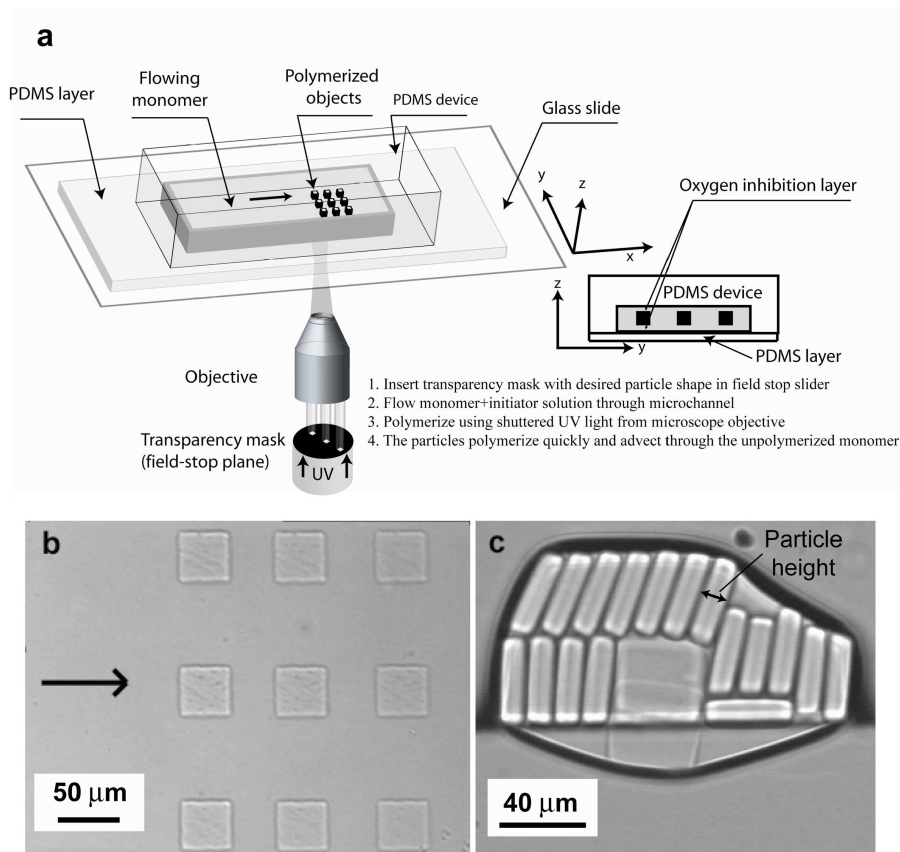 a
PDMS layer
Flowing
monomer
Polymerized
objects
PDMS device
Glass slide
Oxygen inhibition layer
y
z
x
z
PDMS device
y
PDMS layer
Objective
Transparency mask
(field-stop plane)
UV
1. Insert transparency mask with desired particle shape in field stop slider
2. Flow monomer+initiator solution through microchannel
3. Polymerize using shuttered UV light from microscope objective
4. The particles polymerize quickly and advect through the unpolymerized monomer
b
50 μm
c
Particle
height
40 μm